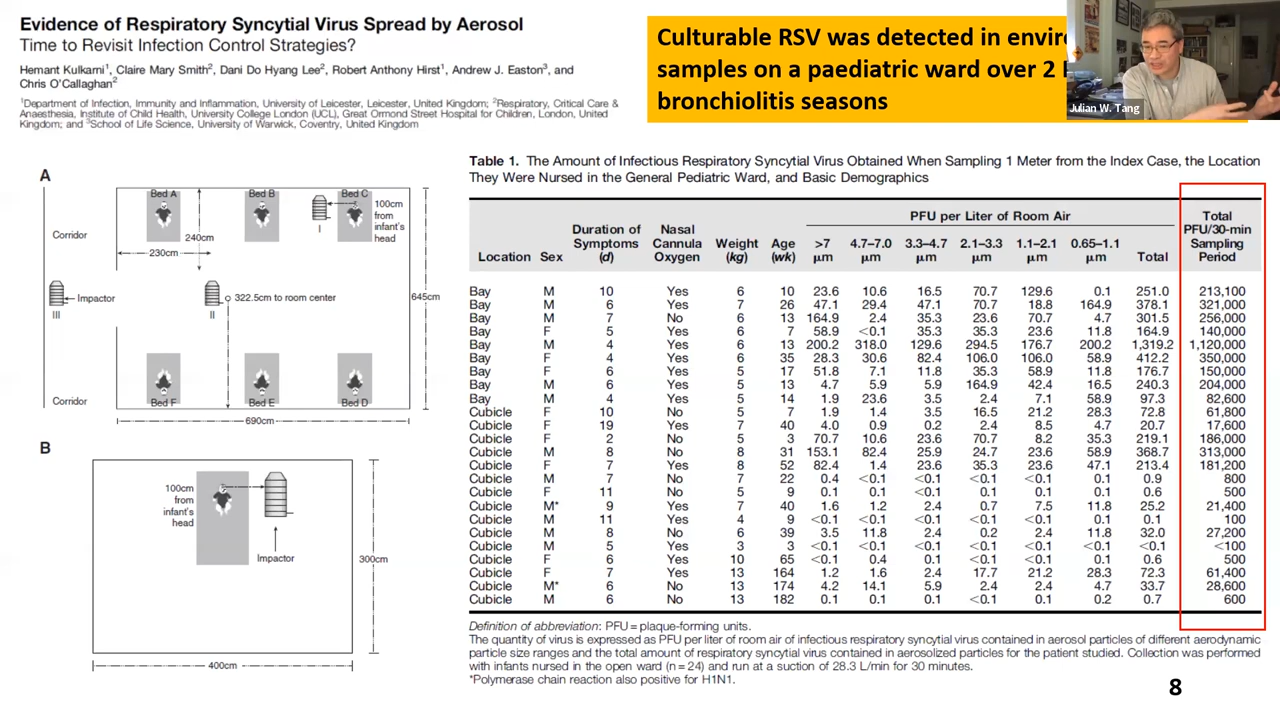 Evidence of Respiratory Syncytial Virus Spread by Aerosol
Time to Revisit Infection Control Strategies?
Hemant Kulkarni1, Claire Mary Smith2, Dani Do Hyang Lee2, Robert Anthony Hirst1, Andrew J. Easton3, and
Chris O'Callaghan2
1Department of Infection, Immunity and Inflammation, University of Leicester, Leicester, United Kingdom; 2Respiratory, Critical Care &
Anaesthesia, Institute of Child Health, University College London (UCL), Great Ormond Street Hospital for Children, London, United
Kingdom; and 3School of Life Science, University of Warwick, Coventry, United Kingdom
Culturable RSV was detected in
samples on a paediatric ward over 2
bronchiolitis seasons
Julian W. Tang
A
Bed A Bed B Bed C
Corridor
240cm
230cm
I
100cm
from
infant's
head
Impactor
III
II
322.5cm to room center
645cm
Corridor
Bed F Bed E Bed D
690cm
B
100cm
from
infant's
head
Impactor
300cm
400cm
Table 1. The Amount of Infectious Respiratory Syncytial Virus Obtained When Sampling 1 Meter from the Index Case, the Location
They Were Nursed in the General Pediatric Ward, and Basic Demographics
Location Sex Duration of Symptoms (d) Nasal Cannula Oxygen Weight (kg) Age (wk) PFU per Liter of Room Air >7 μm 4.7–7.0 μm 3.3–4.7 μm 2.1–3.3 μm 1.1–2.1 μm 0.65–1.1 μm Total Total PFU/30-min Sampling Period
Bay M 10 Yes 6 10 23.6 10.6 16.5 70.7 129.6 0.1 251.0 213,100
Bay M 6 Yes 7 26 47.1 29.4 47.1 70.7 18.8 164.9 378.1 321,000
Bay M 7 No 6 13 164.9 2.4 35.3 23.6 70.7 4.7 301.5 256,000
Bay F 5 Yes 6 7 58.9 <0.1 35.3 35.3 23.6 11.8 164.9 140,000
Bay M 4 Yes 6 13 200.2 318.0 129.6 294.5 176.7 200.2 1,319.2 1,120,000
Bay F 4 Yes 6 35 28.3 30.6 82.4 106.0 106.0 58.9 412.2 350,000
Bay F 6 Yes 5 17 51.8 7.1 11.8 35.3 58.9 11.8 176.7 150,000
Bay M 6 Yes 5 13 4.7 5.9 5.9 164.9 42.4 16.5 240.3 204,000
Bay M 4 Yes 5 14 1.9 23.6 3.5 2.4 7.1 58.9 97.3 82,600
Cubicle F 10 No 5 7 1.9 1.4 3.5 16.5 21.2 28.3 72.8 61,800
Cubicle F 19 Yes 7 40 4.0 0.9 0.2 2.4 8.5 4.7 20.7 17,600
Cubicle F 2 No 5 3 70.7 10.6 23.6 70.7 8.2 35.3 219.1 186,000
Cubicle M 8 No 8 31 153.1 82.4 25.9 24.7 23.6 58.9 368.7 313,000
Cubicle F 7 Yes 8 52 82.4 1.4 23.6 35.3 23.6 47.1 213.4 181,200
Cubicle M 7 No 7 22 0.4 <0.1 <0.1 <0.1 0.1 0.1 0.9 800
Cubicle F 11 No 5 9 0.1 0.1 <0.1 0.1 0.1 0.1 0.6 500
Cubicle M* 9 Yes 7 40 1.6 1.2 2.4 0.7 7.5 11.8 25.2 21,400
Cubicle M 11 Yes 4 9 <0.1 <0.1 <0.1 <0.1 <0.1 0.1 0.1 100
Cubicle M 8 No 6 39 3.5 11.8 2.4 0.2 2.4 11.8 32.0 27,200
Cubicle M 5 Yes 3 3 <0.1 <0.1 <0.1 <0.1 <0.1 <0.1 <0.1 <100
Cubicle F 6 Yes 10 65 <0.1 0.4 0.1 <0.1 0.1 0.1 0.6 500
Cubicle F 7 Yes 13 164 1.2 1.6 2.4 17.7 21.2 28.3 72.3 61,400
Cubicle M* 6 No 13 174 4.2 14.1 5.9 2.4 2.4 4.7 33.7 28,600
Cubicle M 6 No 13 182 0.1 0.1 0.1 <0.1 0.1 0.2 0.7 600
Definition of abbreviation: PFU = plaque-forming units.
The quantity of virus is expressed as PFU per liter of room air of infectious respiratory syncytial virus contained in aerosol particles of different aerodynamic
particle size ranges and the total amount of respiratory syncytial virus contained in aerosolized particles for the patient studied. Collection was performed
with infants nursed in the open ward (n = 24) and run at a suction of 28.3 L/min for 30 minutes.
*Polymerase chain reaction also positive for H1N1.
8